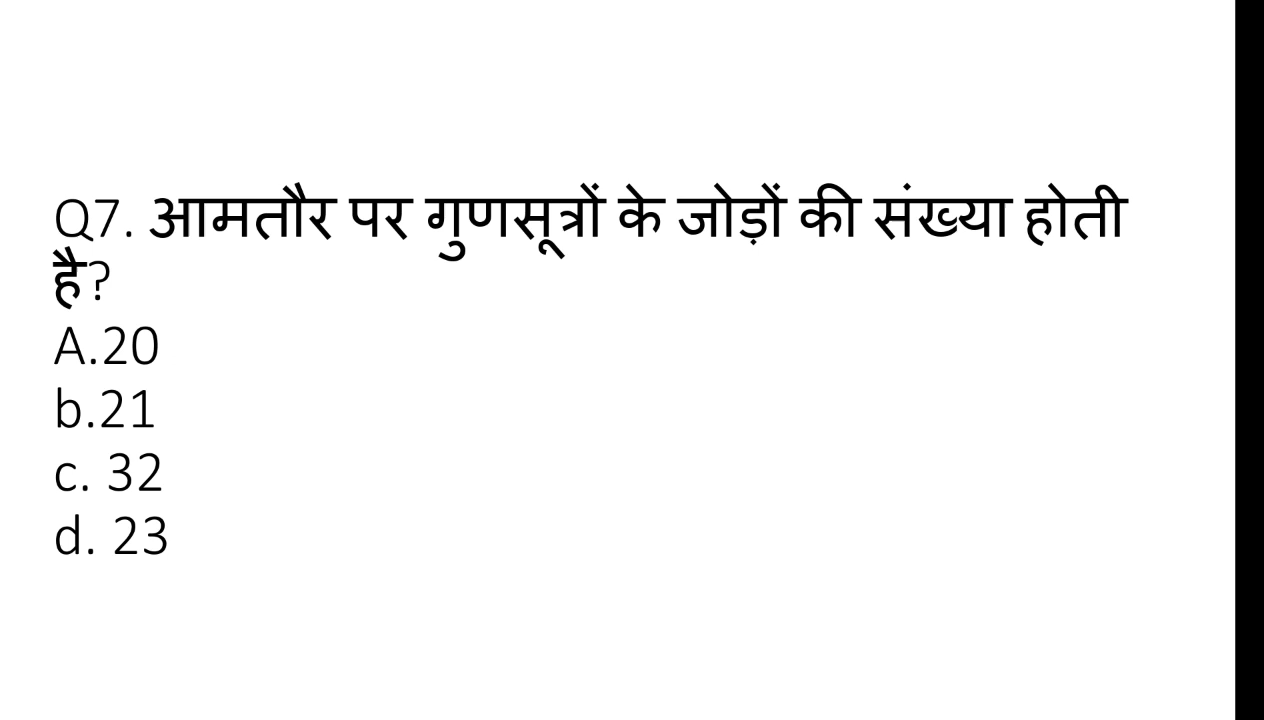 Q7. आमतौर पर गुणसूत्रों के जोड़ों की संख्या होती
है?
A.20
b.21
c. 32
d. 23